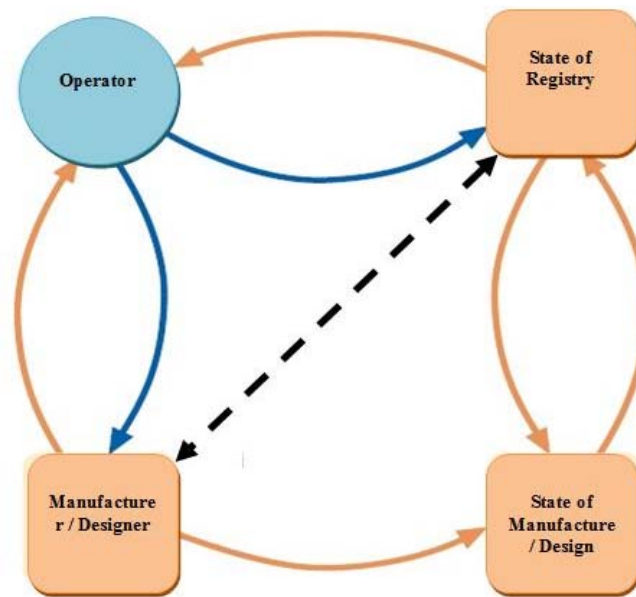 Operator
State of
Registry
Manufacture
r / Designer
State of
Manufacture
/ Design